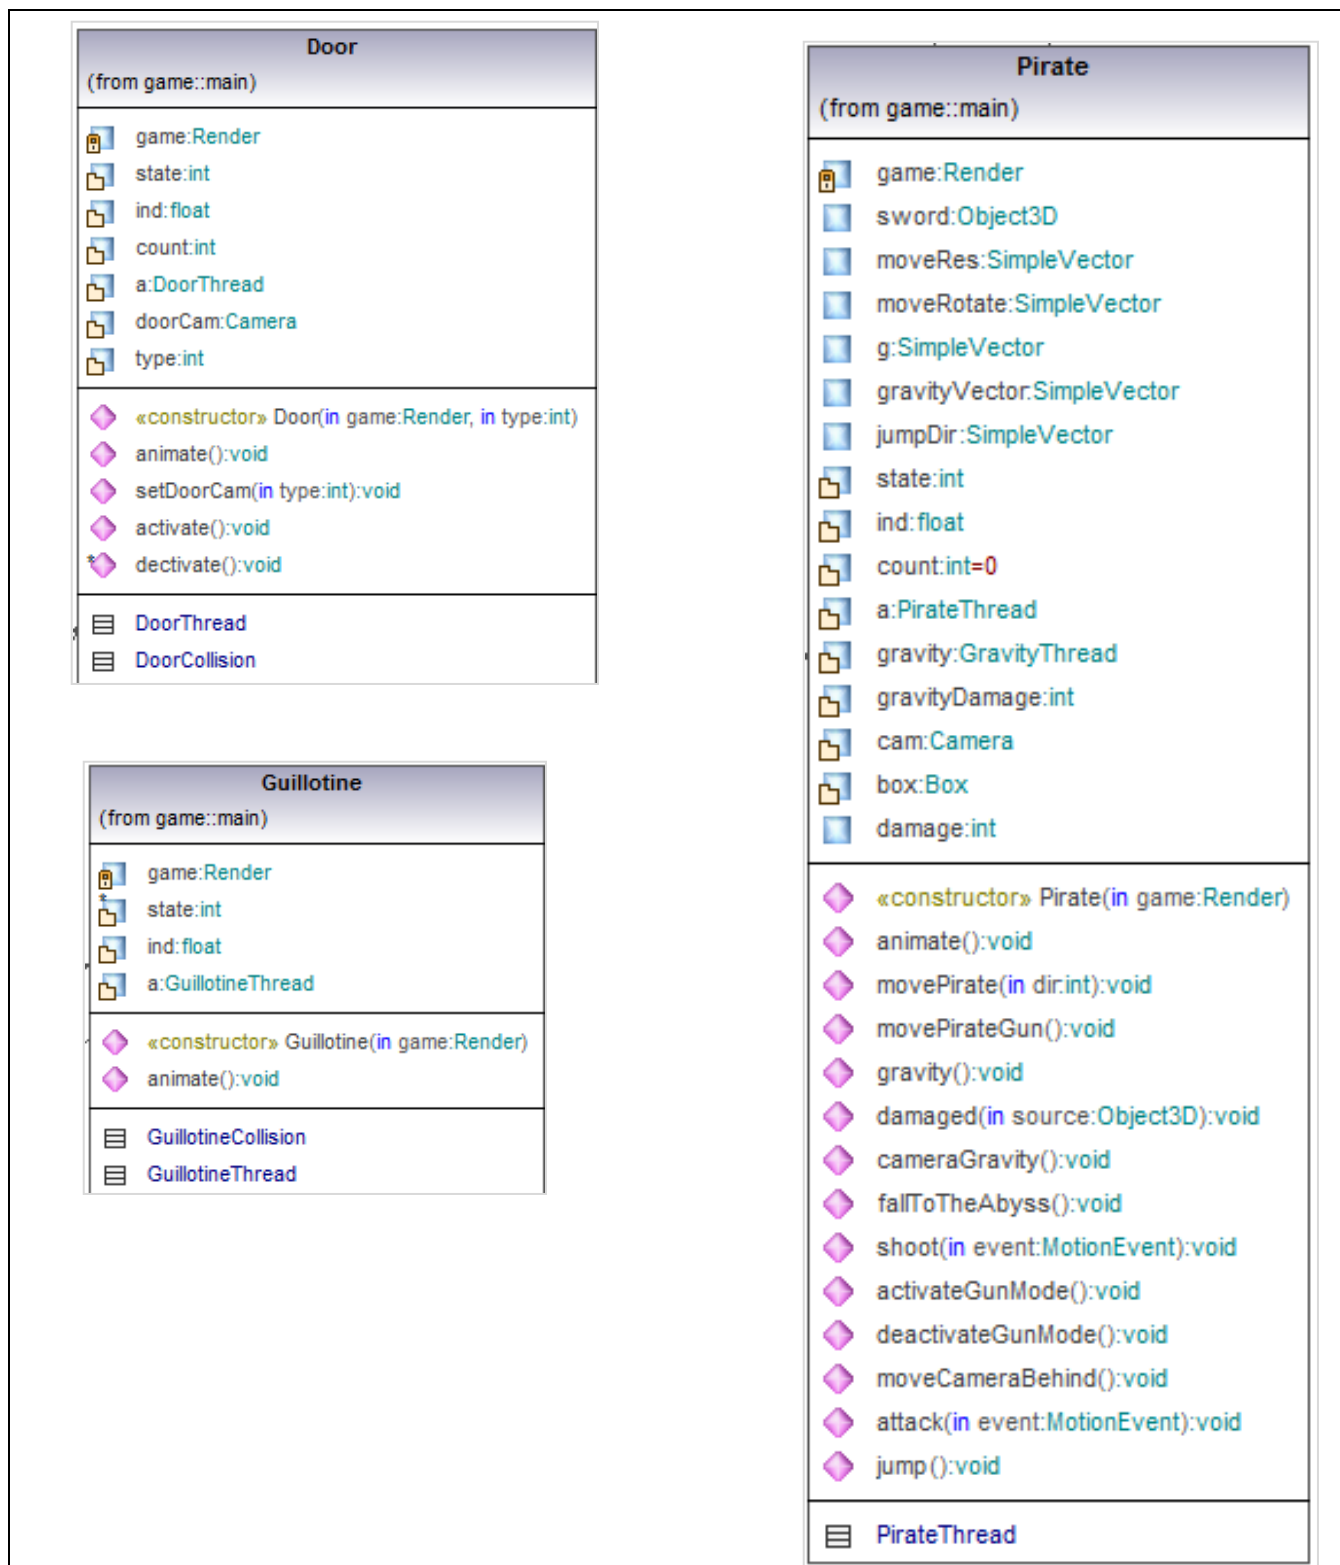 Door
(from game::main)
game:Render
state:int
ind:float
count:int
a:DoorThread
doorCam:Camera
type:int
«constructor» Door(in game:Render, in type:int)
animate():void
setDoorCam(in type:int):void
activate():void
dectivate():void
DoorThread
DoorCollision
Guillotine
(from game::main)
game:Render
state:int
ind:float
a:GuillotineThread
«constructor» Guillotine(in game:Render)
animate():void
GuillotineCollision
GuillotineThread
Pirate
(from game::main)
game:Render
sword:Object3D
moveRes:SimpleVector
moveRotate:SimpleVector
g:SimpleVector
gravityVector:SimpleVector
jumpDir:SimpleVector
state:int
ind:float
count:int=0
a:PirateThread
gravity:GravityThread
gravityDamage:int
cam:Camera
box:Box
damage:int
«constructor» Pirate(in game:Render)
animate():void
movePirate(in dir:int):void
movePirateGun():void
gravity():void
damaged(in source:Object3D):void
cameraGravity():void
fallToTheAbyss():void
shoot(in event:MotionEvent):void
activateGunMode():void
deactivateGunMode():void
moveCameraBehind():void
attack(in event:MotionEvent):void
jump():void
PirateThread